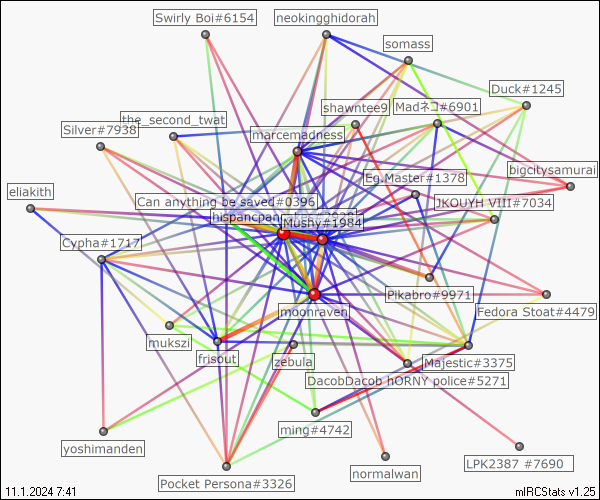 Swirly Boi#6154
neokingghidorah
somass
Duck#1245
shawntee9
Madネコ#6901
the_second_twat
Silver#7938
marcemadness
bigcitysamurai
Eg.Master#1378
eliakith
Can anything be saved#0396
JKOUYH VIII#7034
hispancpan
Mushy#1984
Cypha#1717
Pikabro#9971
moonraven
Fedora Stoat#4479
mukszi
frisout
zebula
Majestic#3375
DacobDacob hORNY police#5271
ming#4742
yoshimanden
normalwan
LPK2387 #7690
Pocket Persona#3326
11.1.2024 7:41
mIRCStats v1.25